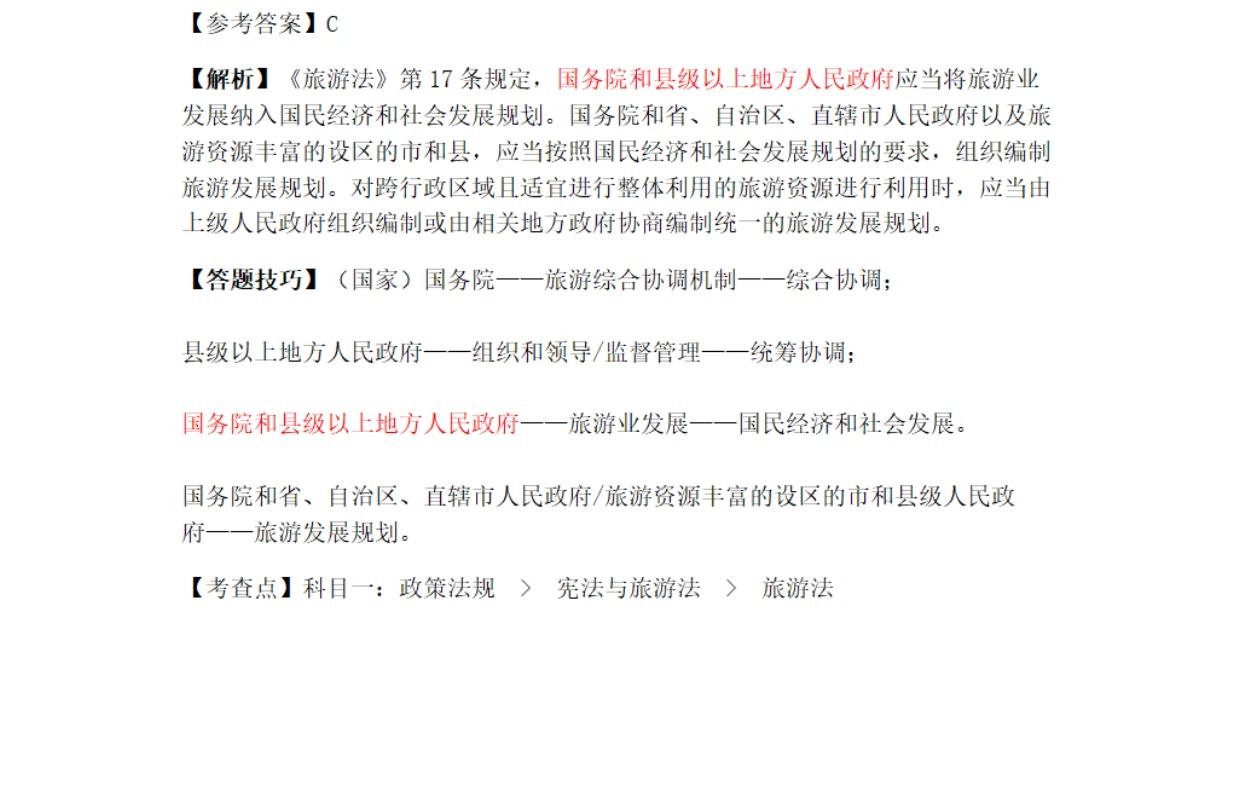 【参考答案】C
【解析】《旅游法》第 17 条规定，国务院和县级以上地方人民政府应当将旅游业
发展纳入国民经济和社会发展规划。国务院和省、自治区、直辖市人民政府以及旅
游资源丰富的设区的市和县，应当按照国民经济和社会发展规划的要求，组织编制
旅游发展规划。对跨行政区域且适宜进行整体利用的旅游资源进行利用时，应当由
上级人民政府组织编制或由相关地方政府协商编制统一的旅游发展规划。
【答题技巧】（国家）国务院——旅游综合协调机制——综合协调；
县级以上地方人民政府——组织和领导/监督管理——统筹协调；
国务院和县级以上地方人民政府——旅游业发展——国民经济和社会发展。
国务院和省、自治区、直辖市人民政府/旅游资源丰富的设区的市和县级人民政
府——旅游发展规划。
【考查点】科目一：政策法规 > 宪法与旅游法 > 旅游法